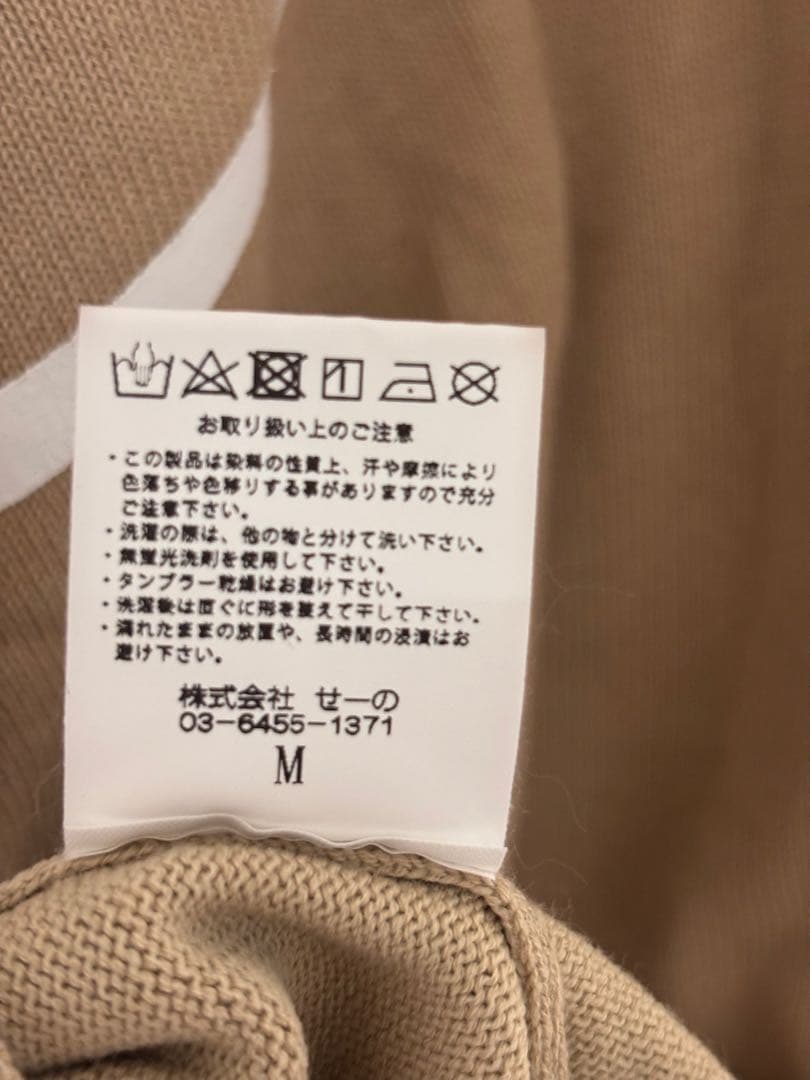 お取り扱い上のご注意
・この製品は染料の性質上、汗や摩擦により
色落ちや色移りする事がありますので充分
ご注意下さい。
・洗濯の際は、他の物と分けて洗い下さい。
・無蛍光洗剤を使用して下さい。
・タンブラー乾燥はお避け下さい。
・洗濯後は直ぐに形を整えて干して下さい。
・濡れたままの放置や、長時間の浸漬はお
避け下さい。
株式会社 せーの
03-6455-1371
M